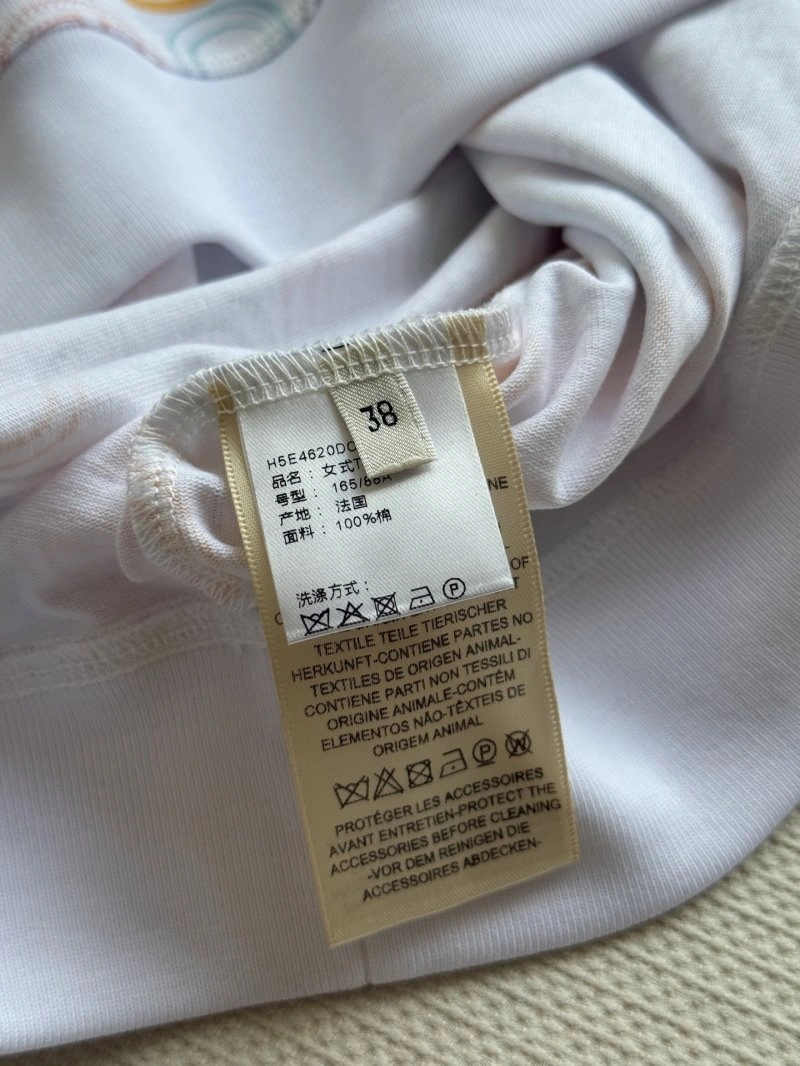 38
H5E4620DC
品名： 女式T
号型： 165/88A
产地： 法国
面料： 100%棉
洗涤方式：
NE
OF
TEXTILE TEILE TIERISCHER
HERKUNFT-CONTIENE PARTES NO
TEXTILES DE ORIGEN ANIMAL-
CONTIENE PARTI NON TESSILI DI
ORIGINE ANIMALE-CONTÉM
ELEMENTOS NÃO-TÊXTEIS DE
ORIGEM ANIMAL
P
P
W
PROTÉGER LES ACCESSOIRES
AVANT ENTRETIEN-PROTECT THE
ACCESSORIES BEFORE CLEANING
-VOR DEM REINIGEN DIE
ACCESSOIRES ABDECKEN-